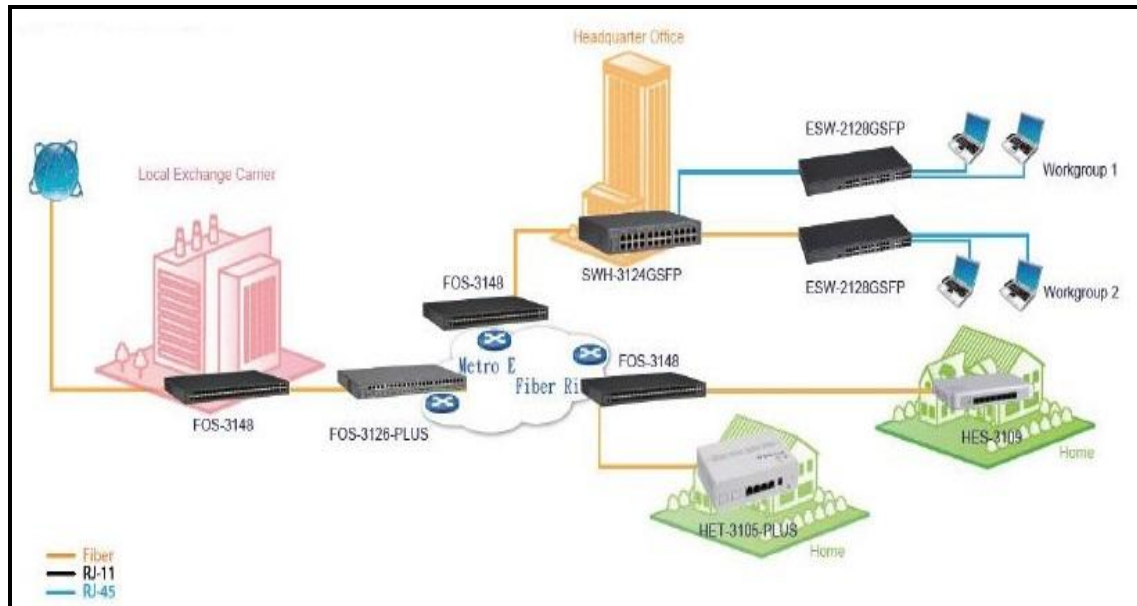 Headquarter Office
ESW-2128GSFP
Workgroup 1
Local Exchange Carrier
SWH-3124GSFP
ESW-2128GSFP
Workgroup 2
FOS-3148
Metro E
Fiber Ri
FOS-3148
FOS-3148
FOS-3126-PLUS
HES-3109
Home
HET-3105-PLUS
Home
Fiber
RJ-11
RJ-45